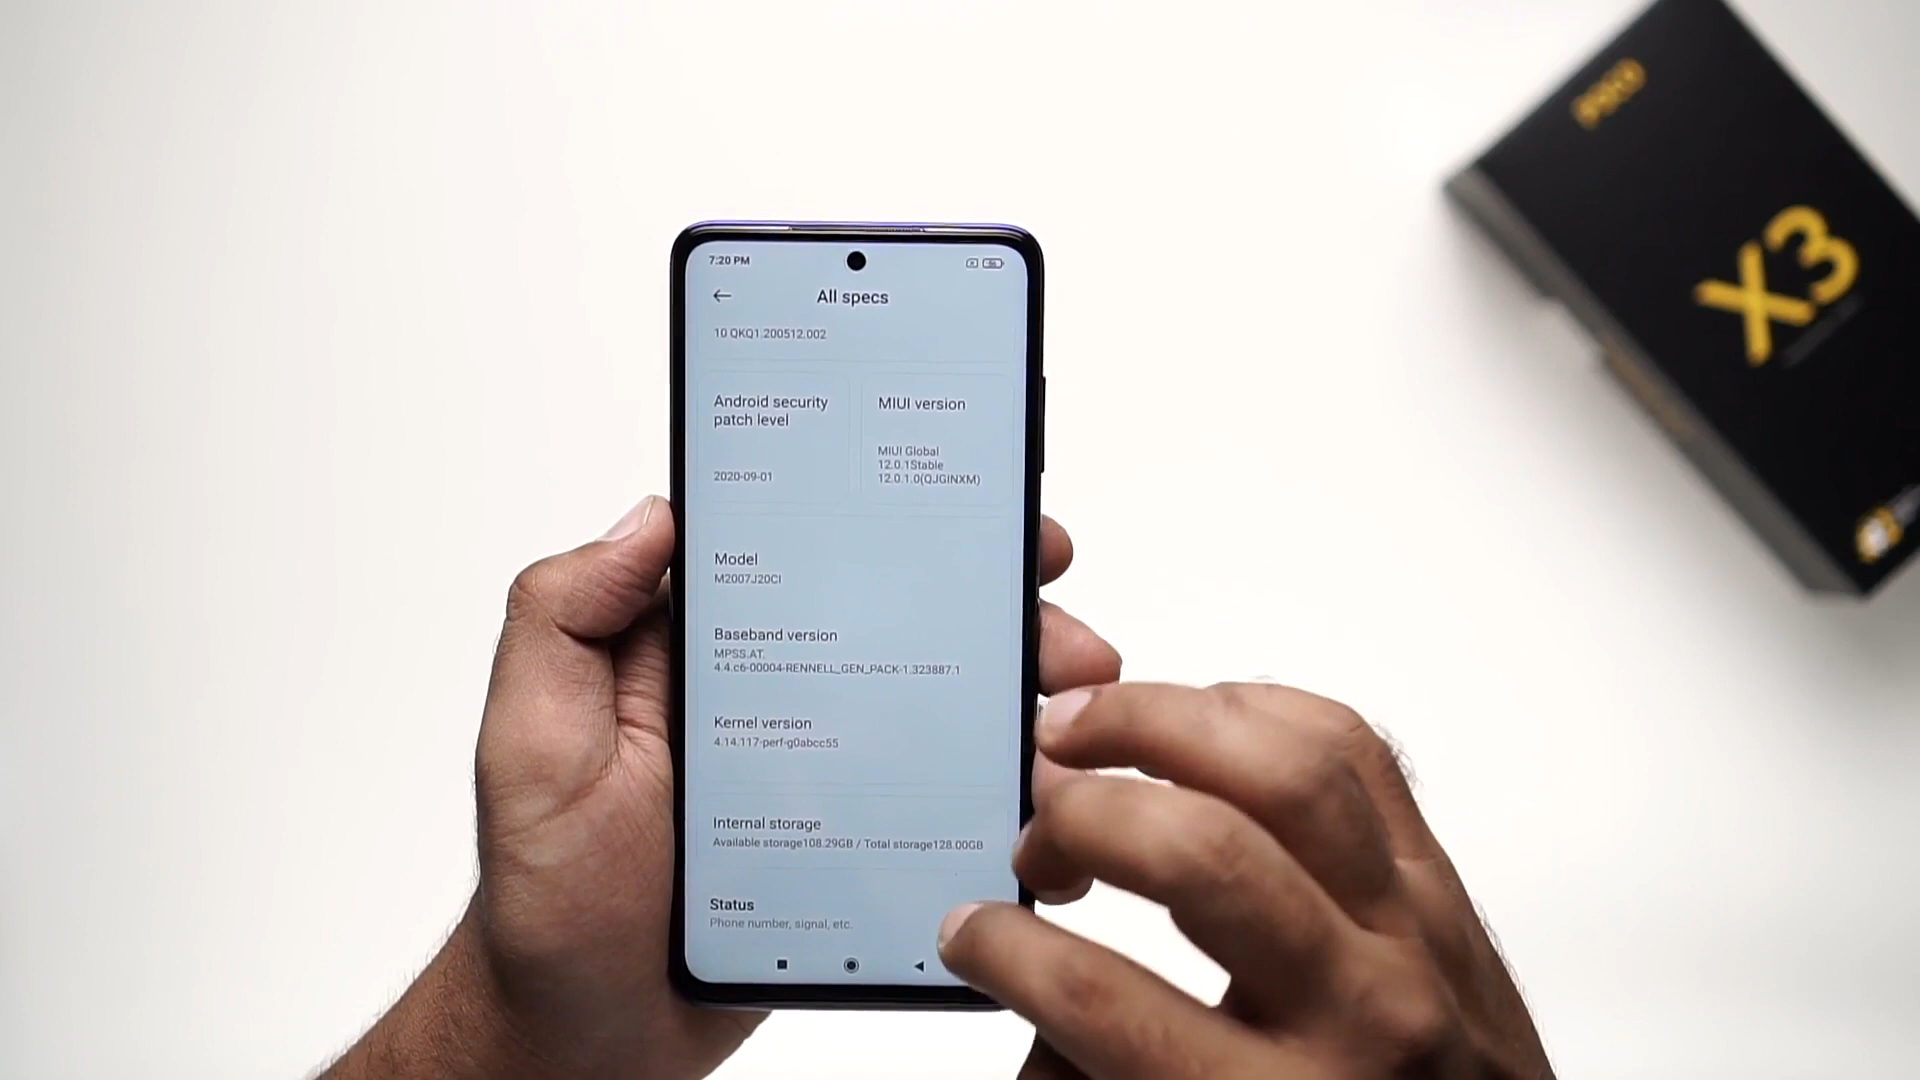 7:20 PM
All specs
10 QKQ1.200512.002
Android security
patch level
2020-09-01
MIUI version
MIUI Global
12.0.1Stable
12.0.1.0(QJGINXM)
Model
M2007J20CI
Baseband version
MPSS.AT.
4.4.c6-00004-RENNELL_GEN_PACK-1.323887.1
Kernel version
4.14.117-perf-g0abcc55
Internal storage
Available storage108.29GB / Total storage128.00GB
Status
Phone number, signal, etc.
POCO
X3